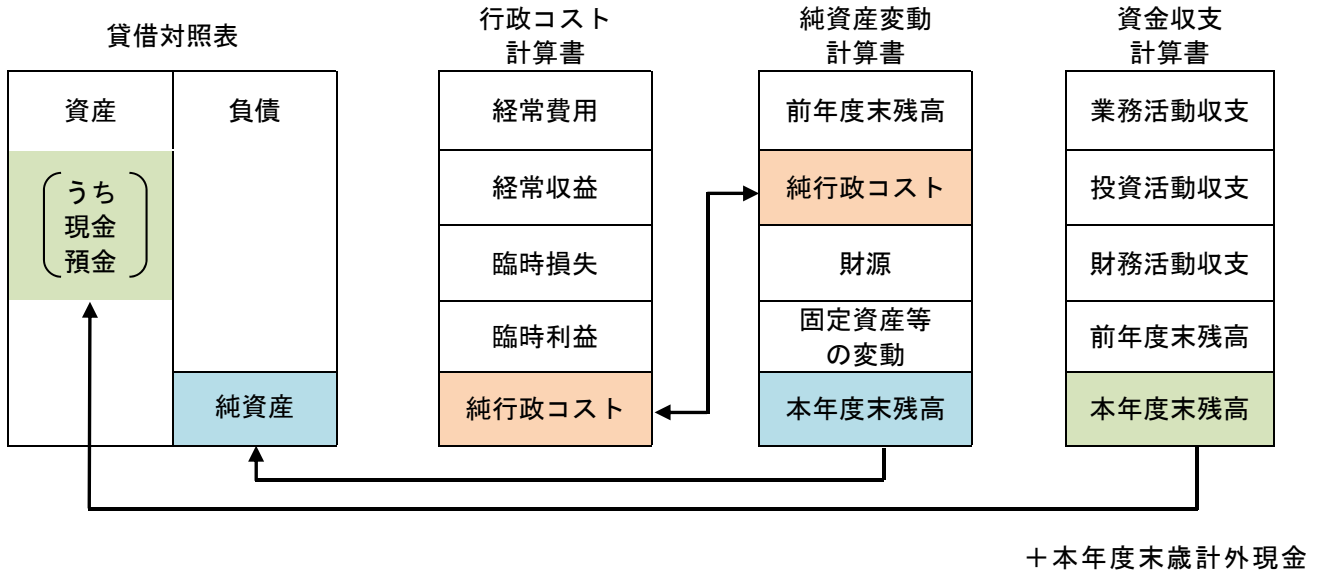 貸借対照表
資産
負債
うち
現金
預金
純資産
行政コスト
計算書
経常費用
経常収益
臨時損失
臨時利益
純行政コスト
純資産変動
計算書
前年度末残高
純行政コスト
財源
固定資産等
の変動
本年度末残高
資金収支
計算書
業務活動収支
投資活動収支
財務活動収支
前年度末残高
本年度末残高
＋本年度末歳計外現金